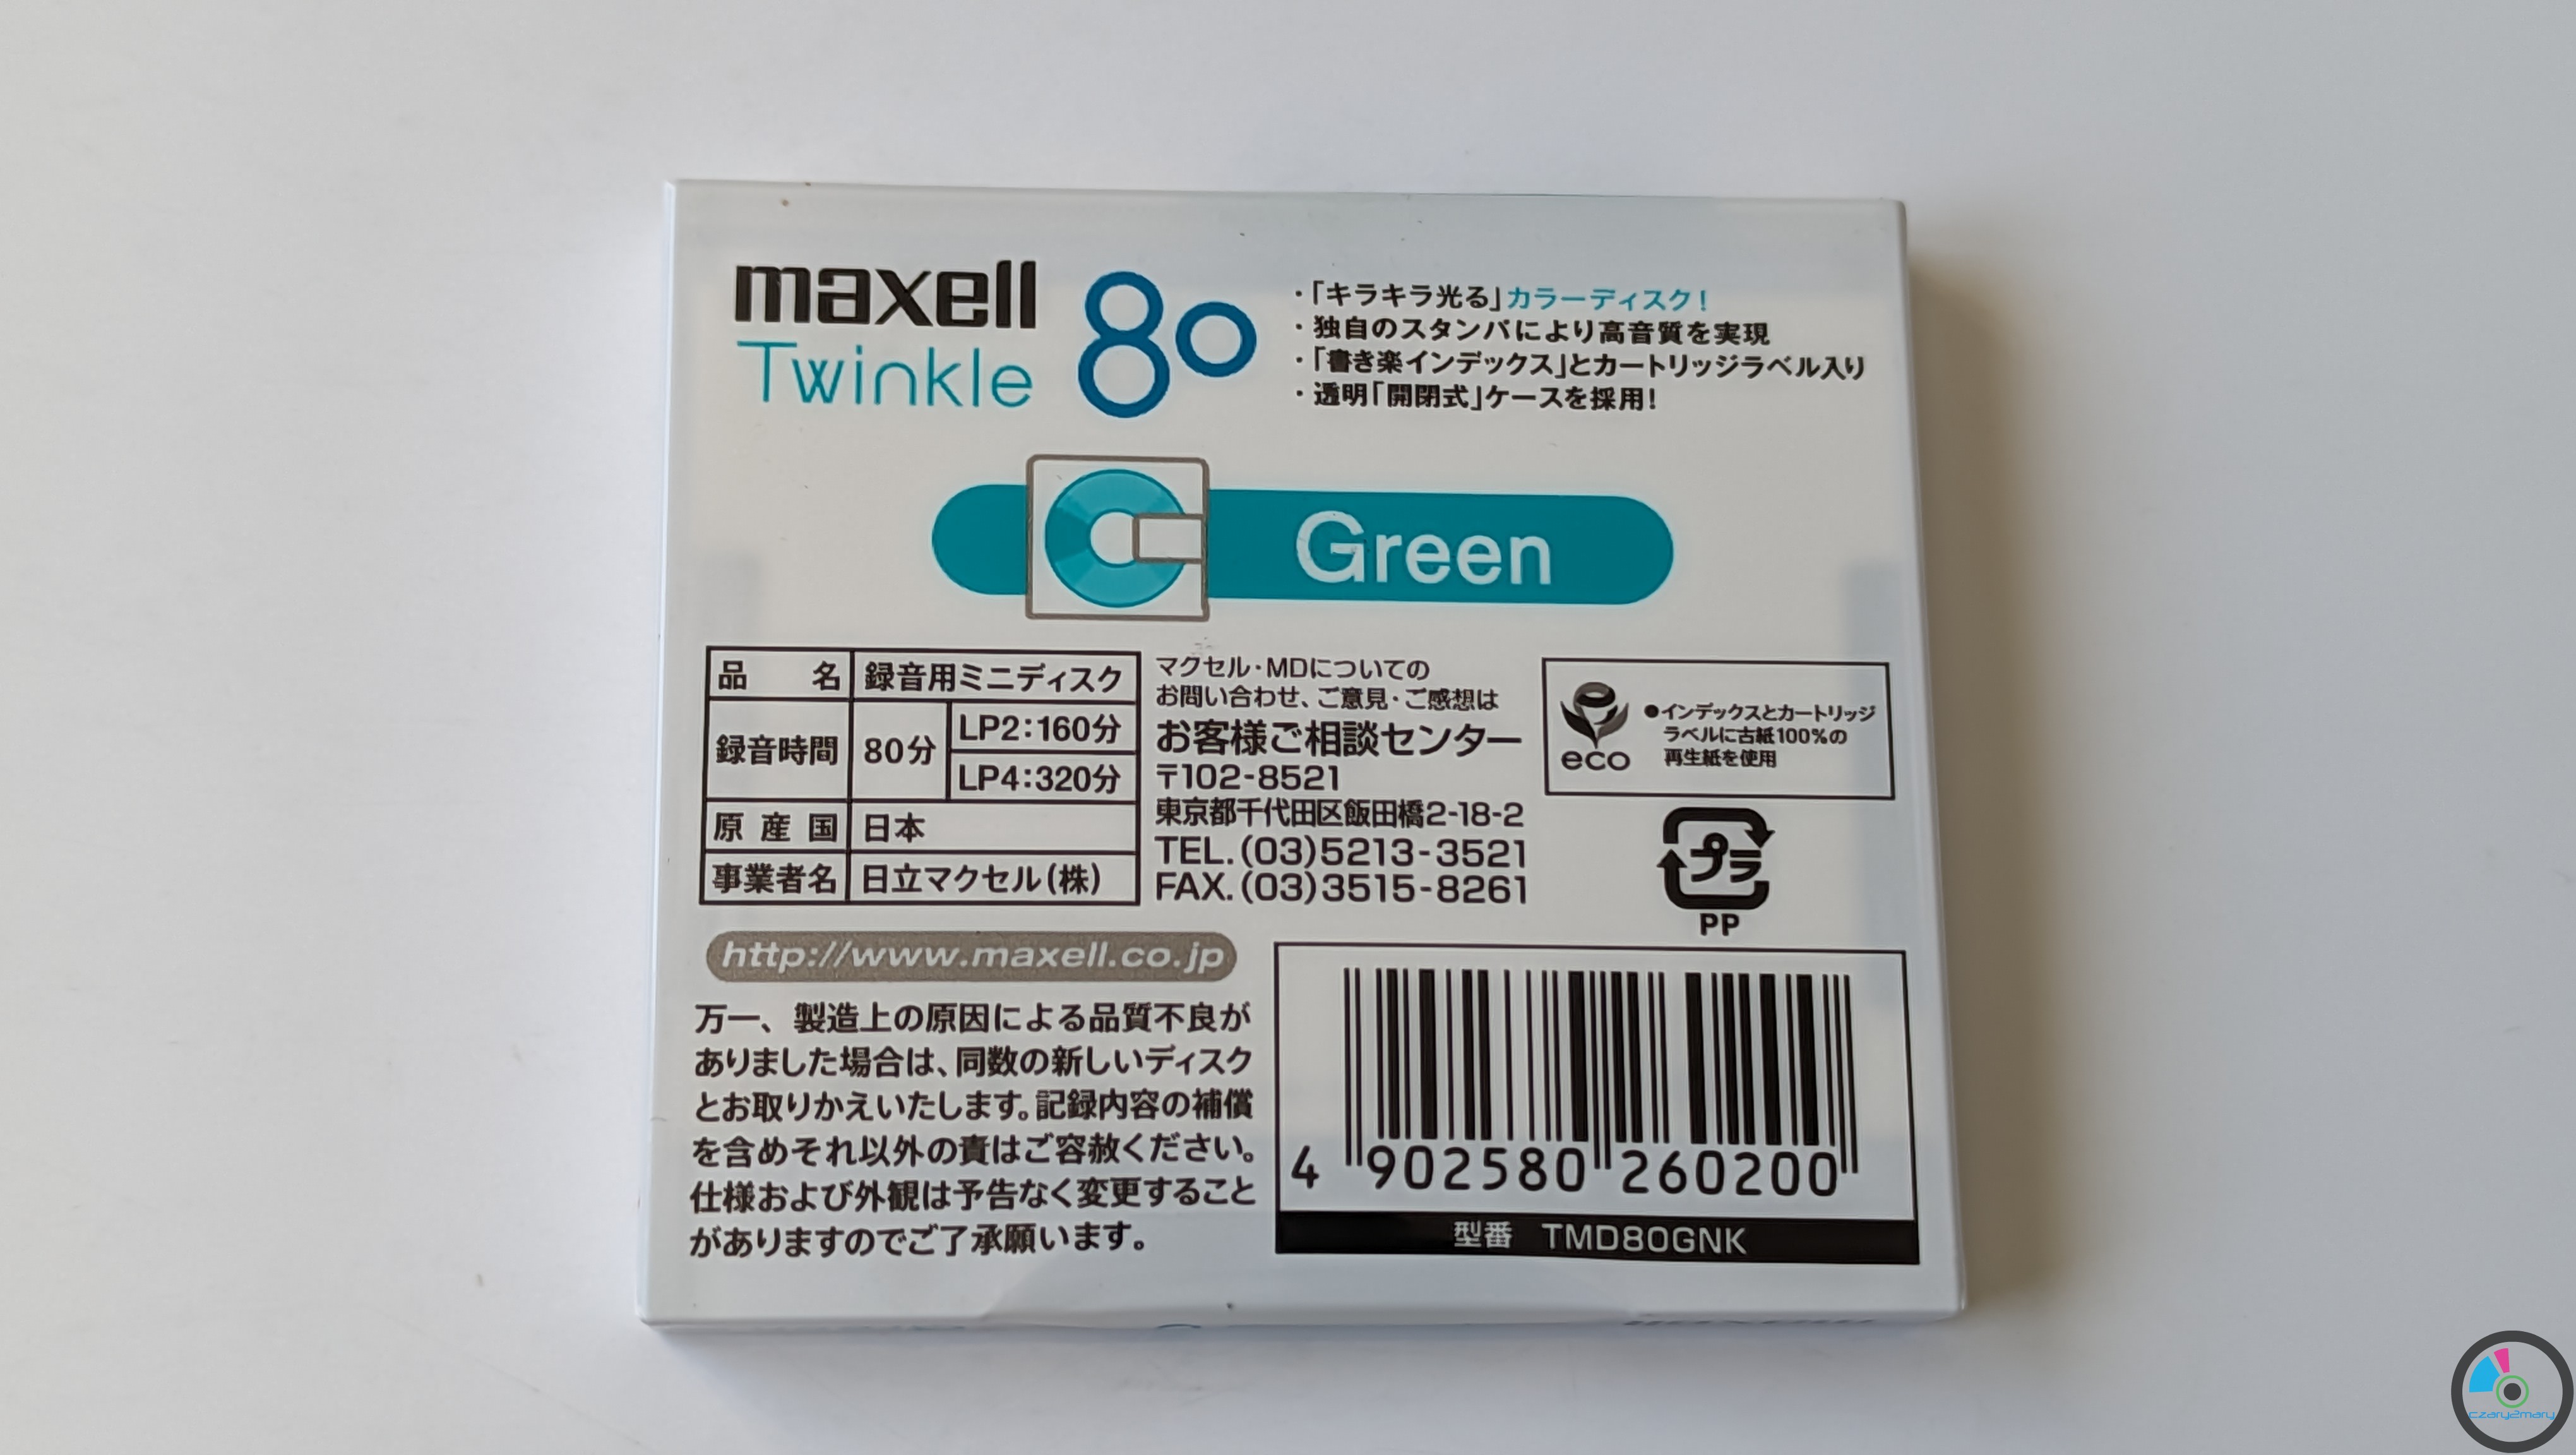 maxell
Twinkle
80
・「キラキラ光る」カラーディスク!
・独自のスタンパにより高音質を実現
・「書き楽インデックス」とカートリッジラベル入り
・透明「開閉式」ケースを採用!
Green
品 名 録音用ミニディスク
録音時間 80分 LP2:160分
LP4:320分
原産国 日本
事業者名 日立マクセル(株)
マクセル・MDについての
お問い合わせ、ご意見・ご感想は
お客様ご相談センター
〒102-8521
東京都千代田区飯田橋2-18-2
TEL.(03)5213-3521
FAX.(03)3515-8261
eco
●インデックスとカートリッジ
ラベルに古紙100%の
再生紙を使用
プラ
PP
http://www.maxell.co.jp
万一、製造上の原因による品質不良が
ありました場合は、同数の新しいディスク
とお取りかえいたします。記録内容の補償
を含めそれ以外の責はご容赦ください。
仕様および外観は予告なく変更すること
がありますのでご了承願います。
4 902580 260200
型番 TMD80GNK
czary2mary